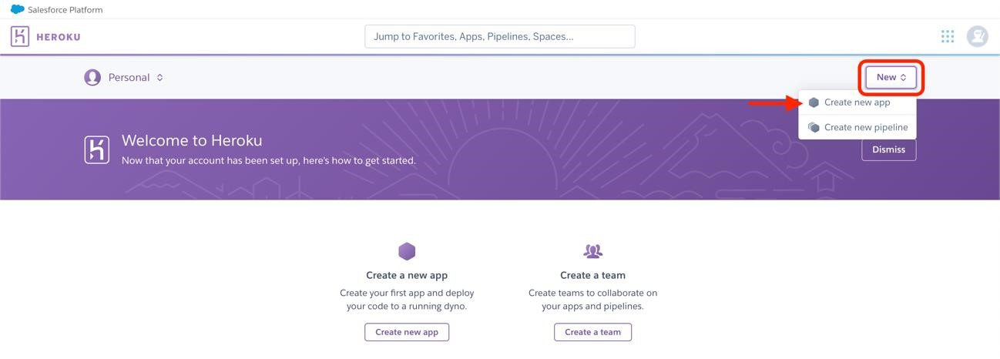 Salesforce Platform
HEROKU
Jump to Favorites, Apps, Pipelines, Spaces...
Personal
New
Create new app
Create new pipeline
Welcome to Heroku
Now that your account has been set up, here's how to get started.
Dismiss
Create a new app
Create your first app and deploy
your code to a running dyno.
Create new app
Create a team
Create teams to collaborate on
your apps and pipelines.
Create a team